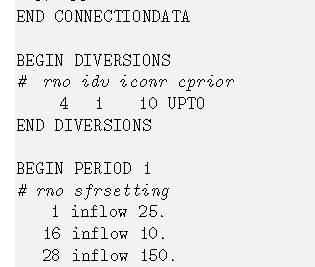 END CONNECTIONDATA
BEGIN DIVERSIONS
# rno idv iconr cprior
4 1 10 UPTO
END DIVERSIONS
BEGIN PERIOD 1
# rno sfrsetting
1 inflow 25.
16 inflow 10.
28 inflow 150.